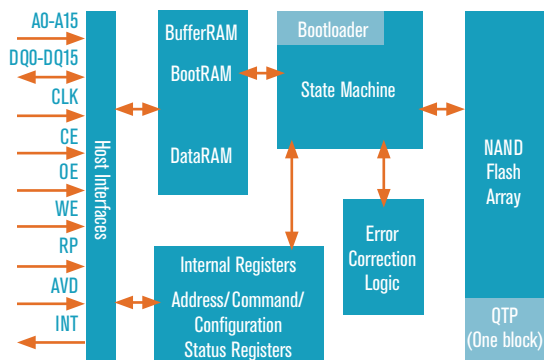 A0-A15
DQ0-DQ15
CLK
CE
OE
WE
RP
AVD
INT
Host Interfaces
BufferRAM
BootRAM
DataRAM
Bootloader
State Machine
Internal Registers
Address/Command/
Configuration
Status Registers
Error
Correction
Logic
NAND
Flash
Array
QTP
(One block)